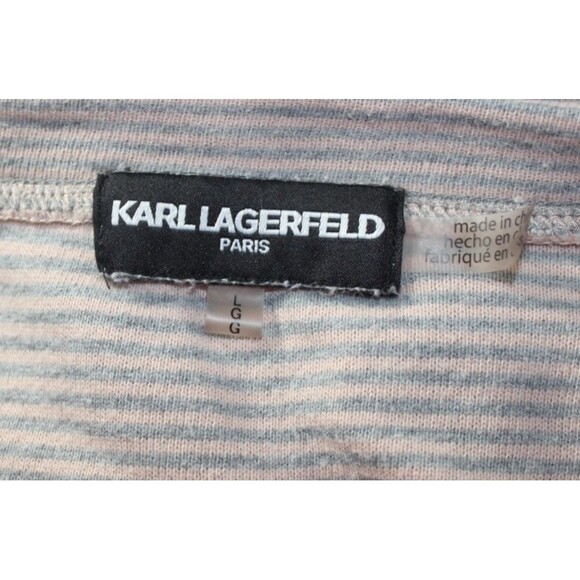 KARL LAGERFELD
PARIS
L
G
G
made in
hecho en
fabriqué en